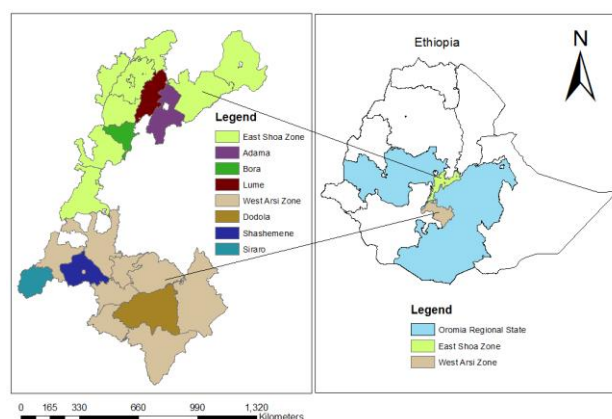 Legend
East Shoa Zone
Adama
Bora
Lume
West Arsi Zone
Dodola
Shashemene
Siraro
0 165 330 660 990 1,320
Kilometers
Ethiopia
N
Legend
Oromia Regional State
East Shoa Zone
West Arsi Zone